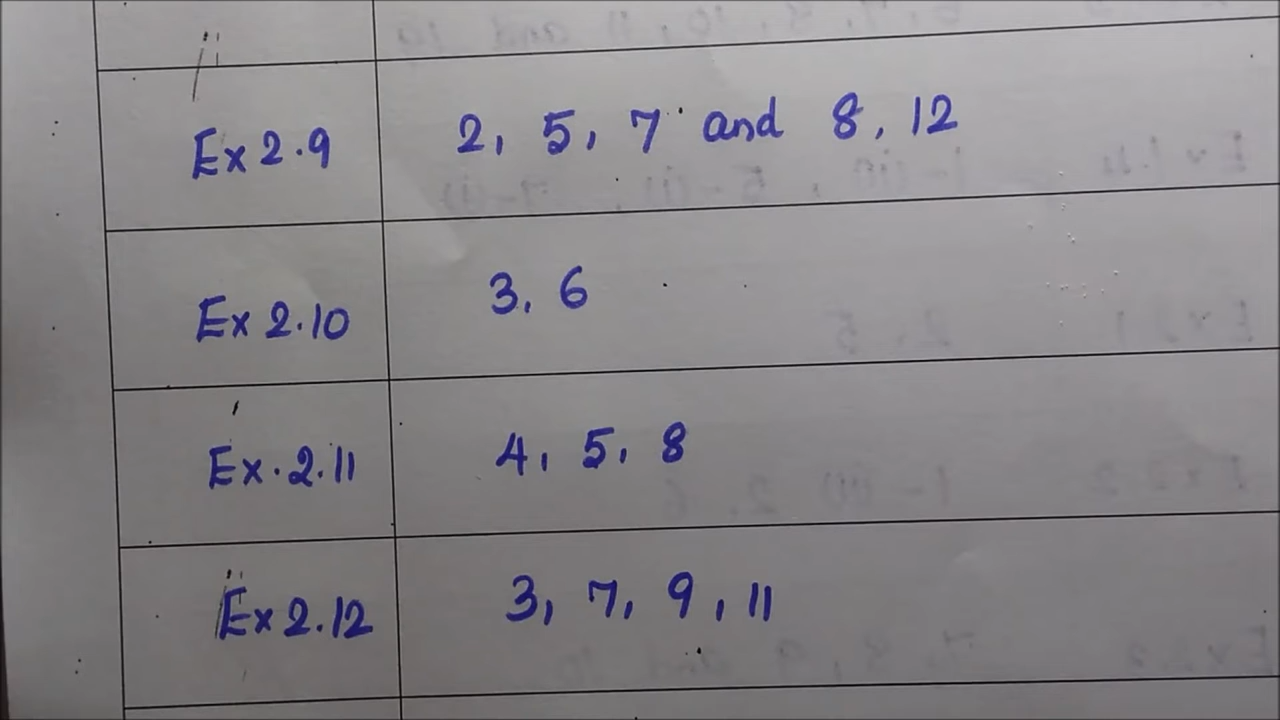 Ex 2.9 2, 5, 7 and 8, 12
Ex 2.10 3, 6
Ex. 2.11 4, 5, 8
Ex 2.12 3, 7, 9, 11